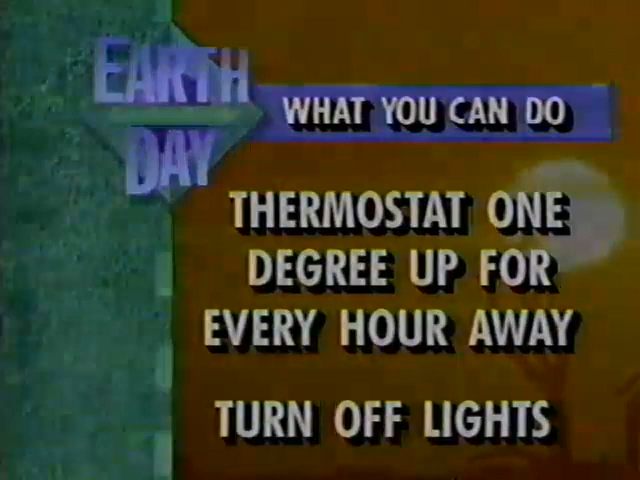 EARTH
DAY
WHAT YOU CAN DO
THERMOSTAT ONE
DEGREE UP FOR
EVERY HOUR AWAY
TURN OFF LIGHTS